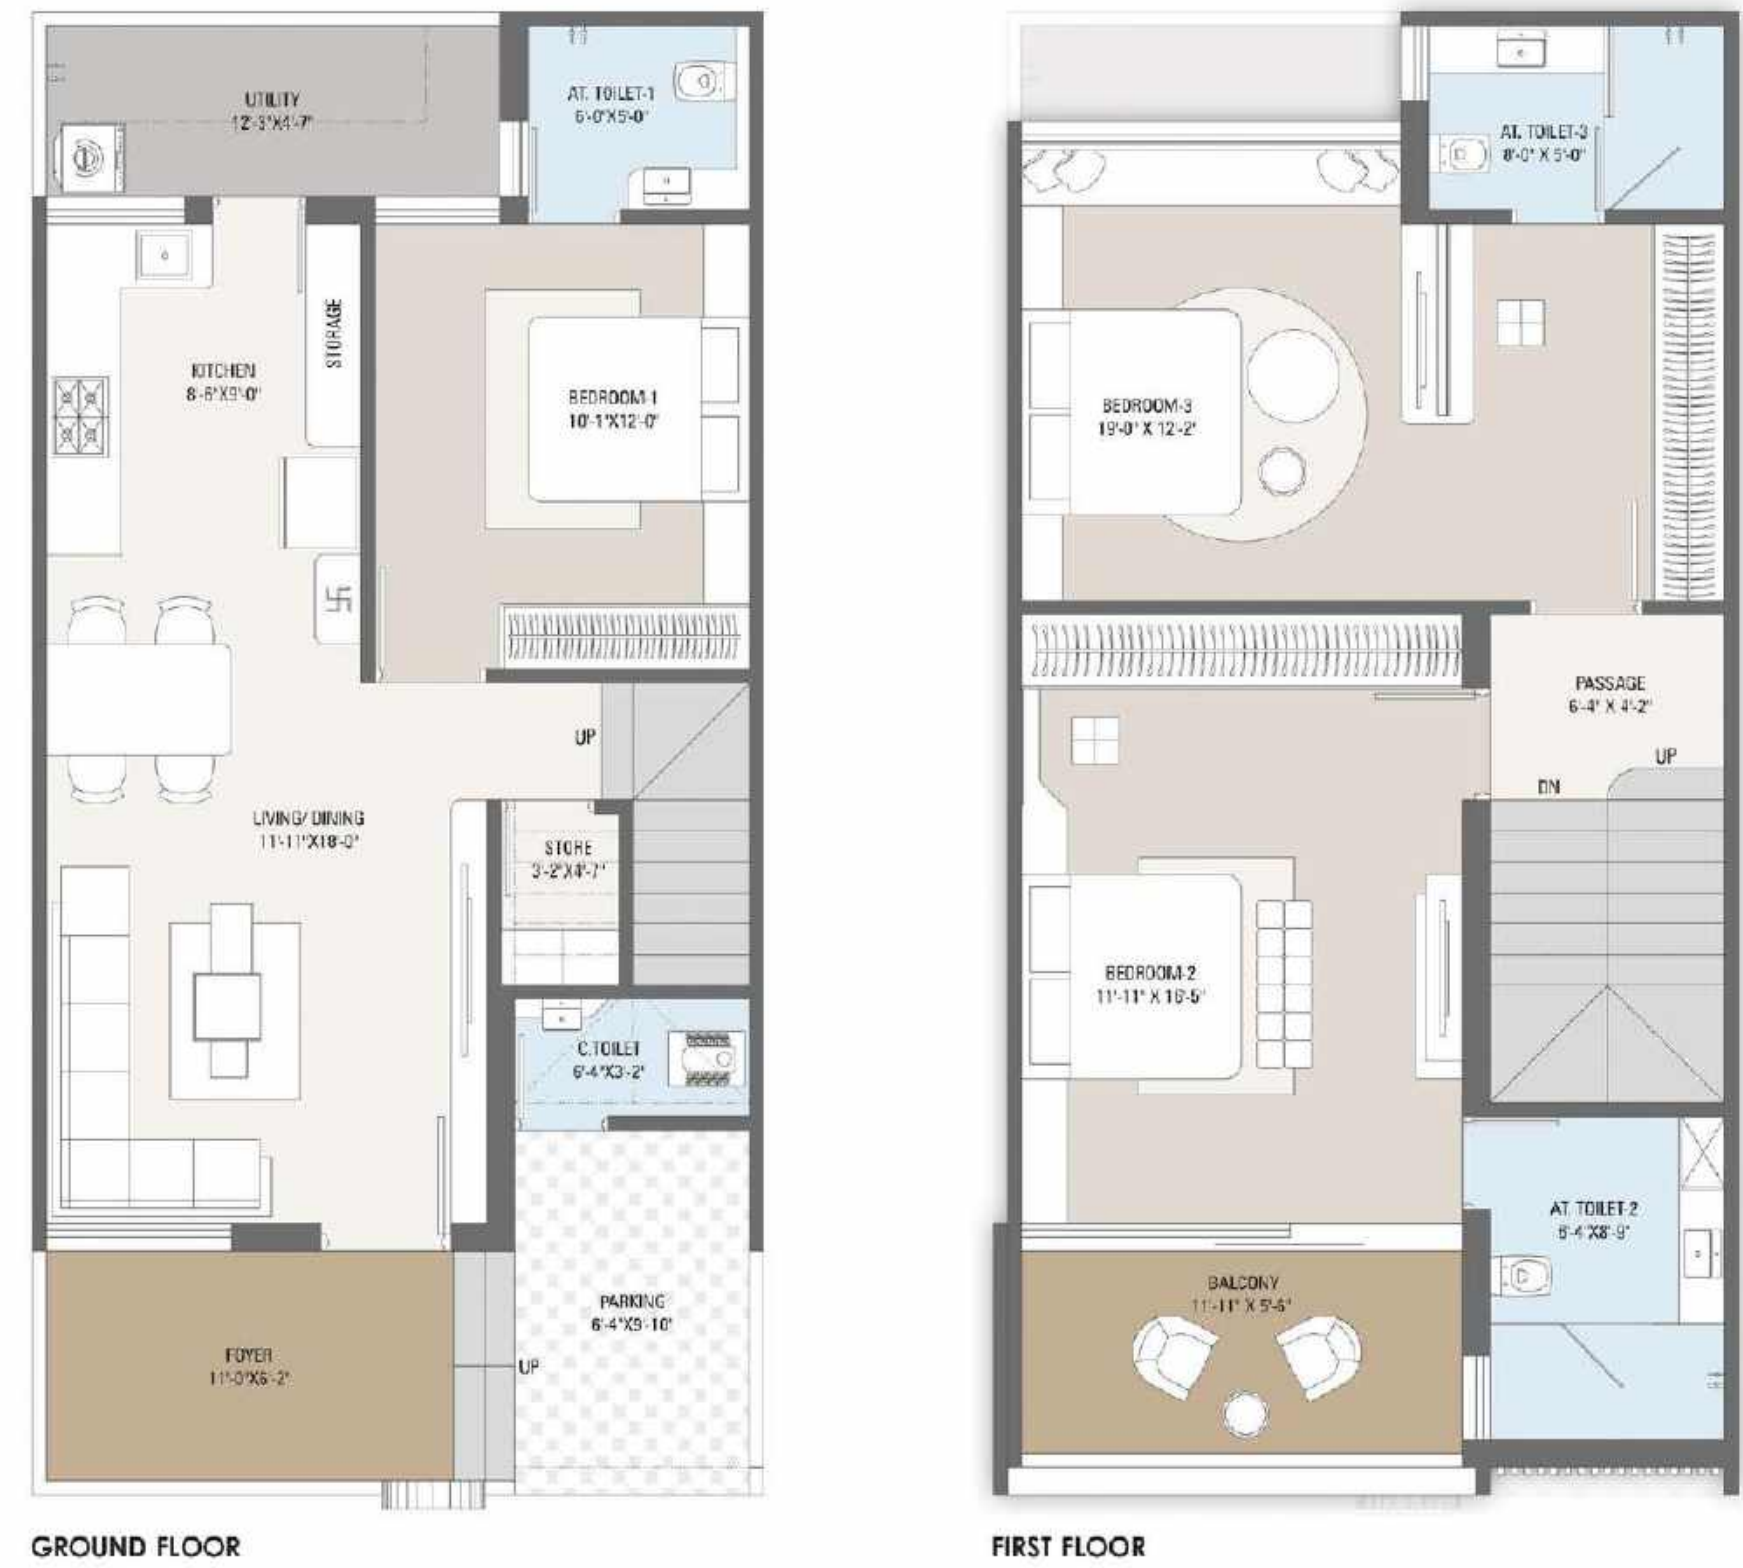 UTILITY
12'-3"X4'-7"
AT. TOILET-1
6'-0"X5'-0"
KITCHEN
8'-6"X9'-0"
STORAGE
BEDROOM-1
10'-1"X12'-0"
卐
UP
LIVING/ DINING
11'-11"X18'-0"
STORE
3'-2"X4'-7"
C.TOILET
6'-4"X3'-2"
PARKING
6'-4"X9'-10"
FOYER
11'-0"X6'-2"
UP
GROUND FLOOR
AT. TOILET-3
8'-0" X 5'-0"
BEDROOM-3
19'-0" X 12'-2"
PASSAGE
6'-4" X 4'-2"
UP
DN
BEDROOM-2
11'-11" X 16'-5"
AT. TOILET-2
6'-4"X8'-9"
BALCONY
11'-11" X 5'-6"
FIRST FLOOR